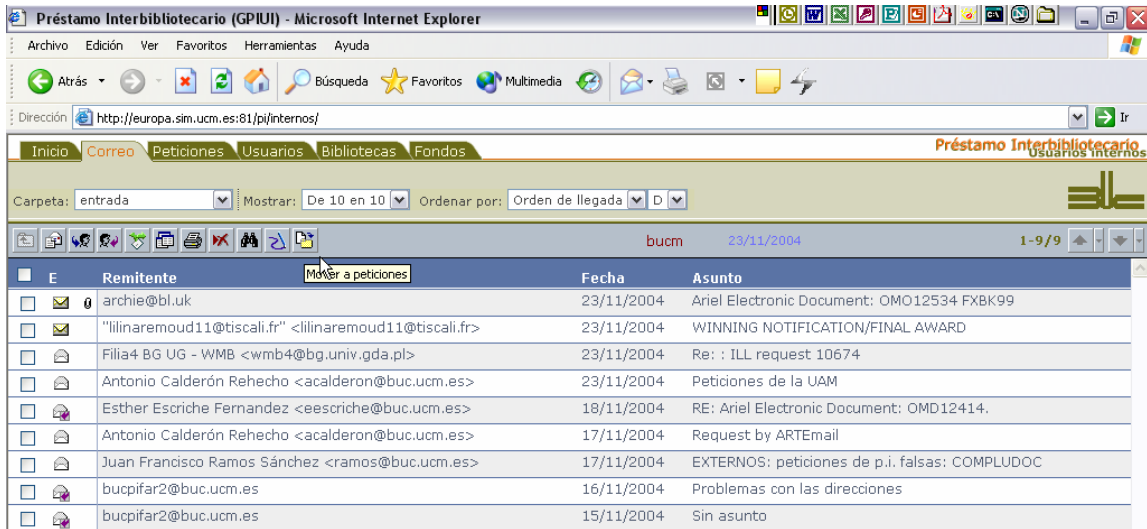 Préstamo Interbibliotecario (GPIUI) - Microsoft Internet Explorer
Archivo Edición Ver Favoritos Herramientas Ayuda
Atrás Búsqueda Favoritos Multimedia
Dirección http://europa.sim.ucm.es:81/pi/internos/ Ir
Inicio Correo Peticiones Usuarios Bibliotecas Fondos Préstamo Interbibliotecario
Usuarios internos
Carpeta: entrada Mostrar: De 10 en 10 Ordenar por: Orden de llegada D
bucm 23/11/2004 1-9/9
Mover a peticiones
E Remitente Fecha Asunto
archie@bl.uk 23/11/2004 Ariel Electronic Document: OMO12534 FXBK99
"lilinaremoud11@tiscali.fr" <lilinaremoud11@tiscali.fr> 23/11/2004 WINNING NOTIFICATION/FINAL AWARD
Filia4 BG UG - WMB <wmb4@bg.univ.gda.pl> 23/11/2004 Re: : ILL request 10674
Antonio Calderón Rehecho <acalderon@buc.ucm.es> 23/11/2004 Peticiones de la UAM
Esther Escriche Fernandez <eescriche@buc.ucm.es> 18/11/2004 RE: Ariel Electronic Document: OMD12414.
Antonio Calderón Rehecho <acalderon@buc.ucm.es> 17/11/2004 Request by ARTEmail
Juan Francisco Ramos Sánchez <ramos@buc.ucm.es> 17/11/2004 EXTERNOS: peticiones de p.i. falsas: COMPLUDOC
bucpifar2@buc.ucm.es 16/11/2004 Problemas con las direcciones
bucpifar2@buc.ucm.es 15/11/2004 Sin asunto